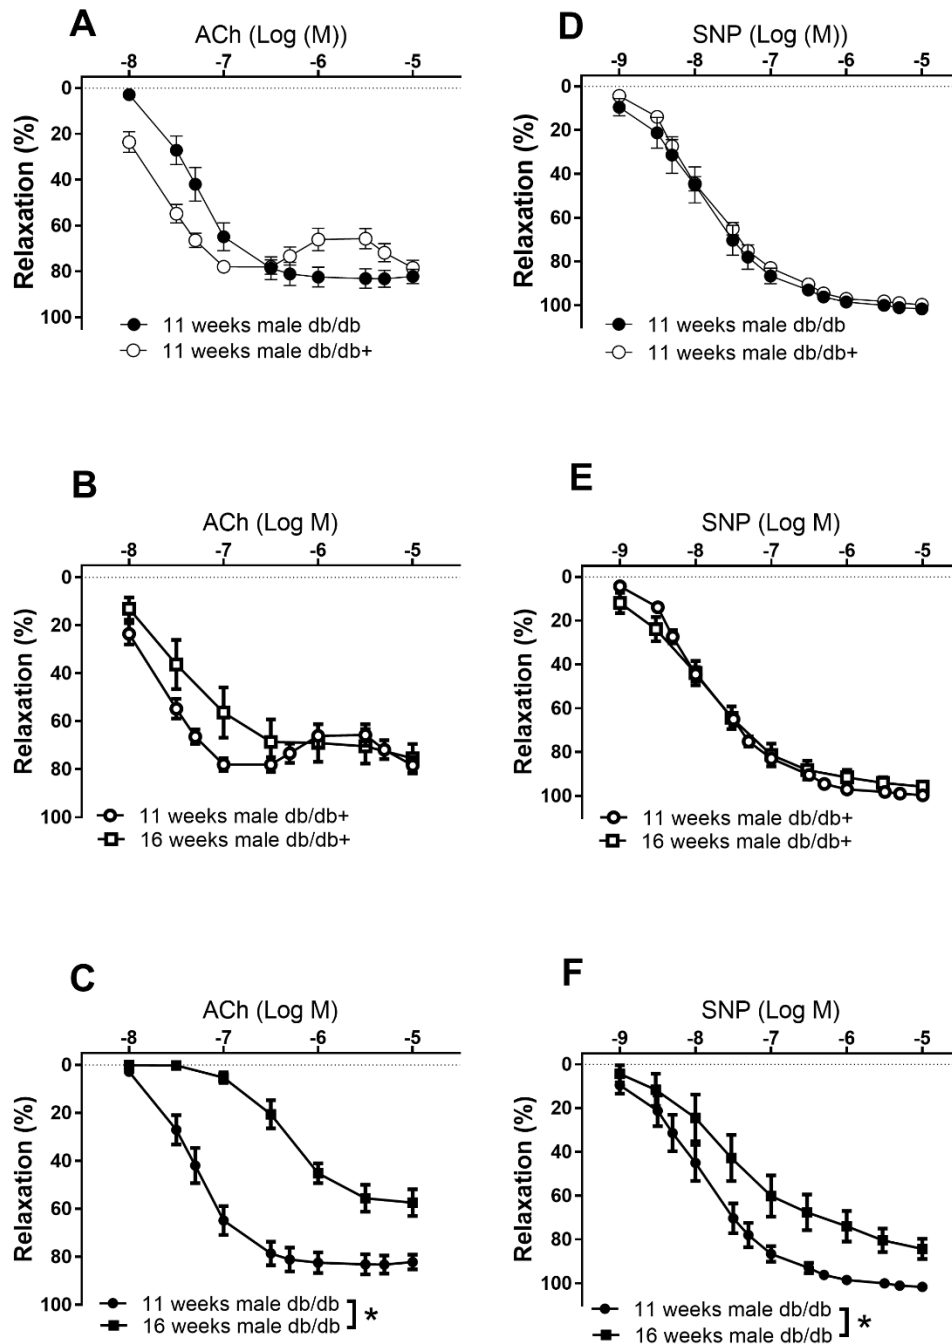 A
ACh (Log (M))
-8 -7 -6 -5
Relaxation (%)
0
20
40
60
80
100
11 weeks male db/db
11 weeks male db/db+
D
SNP (Log (M))
-9 -8 -7 -6 -5
Relaxation (%)
0
20
40
60
80
100
11 weeks male db/db
11 weeks male db/db+
B
ACh (Log M)
-8 -7 -6 -5
Relaxation (%)
0
20
40
60
80
100
11 weeks male db/db+
16 weeks male db/db+
E
SNP (Log M)
-9 -8 -7 -6 -5
Relaxation (%)
0
20
40
60
80
100
11 weeks male db/db+
16 weeks male db/db+
C
ACh (Log M)
-8 -7 -6 -5
Relaxation (%)
0
20
40
60
80
100
11 weeks male db/db
16 weeks male db/db
*
F
SNP (Log M)
-9 -8 -7 -6 -5
Relaxation (%)
0
20
40
60
80
100
11 weeks male db/db
16 weeks male db/db
*